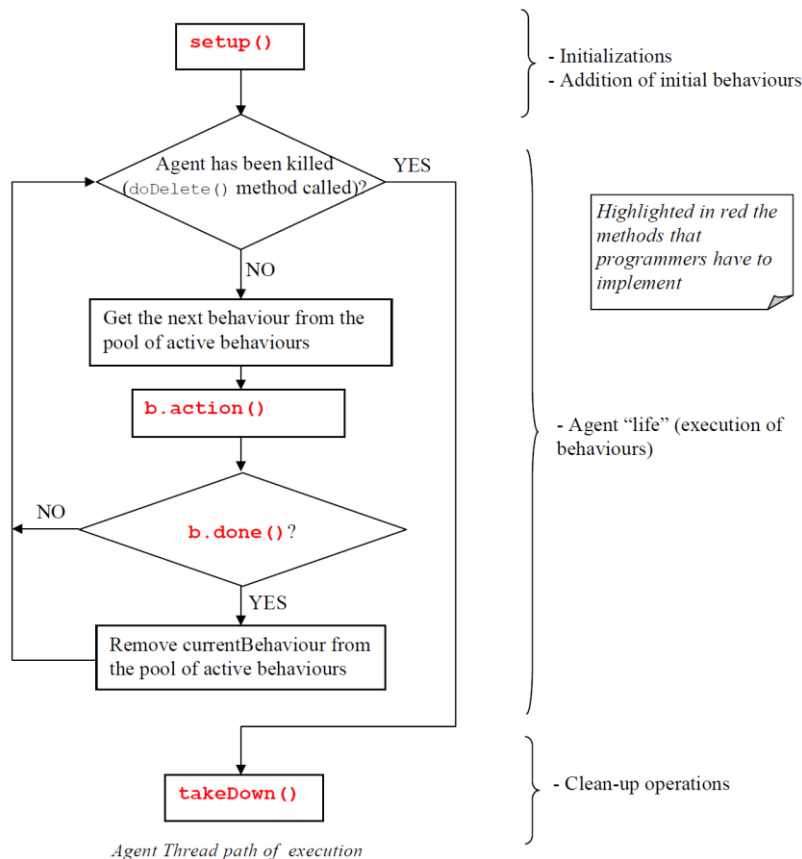 setup()
- Initializations
- Addition of initial behaviours
Agent has been killed
(doDelete() method called)?
YES
NO
Highlighted in red the
methods that
programmers have to
implement
Get the next behaviour from the
pool of active behaviours
b.action()
- Agent “life” (execution of
behaviours)
NO
b.done()?
YES
Remove currentBehaviour from
the pool of active behaviours
takeDown()
- Clean-up operations
Agent Thread path of execution